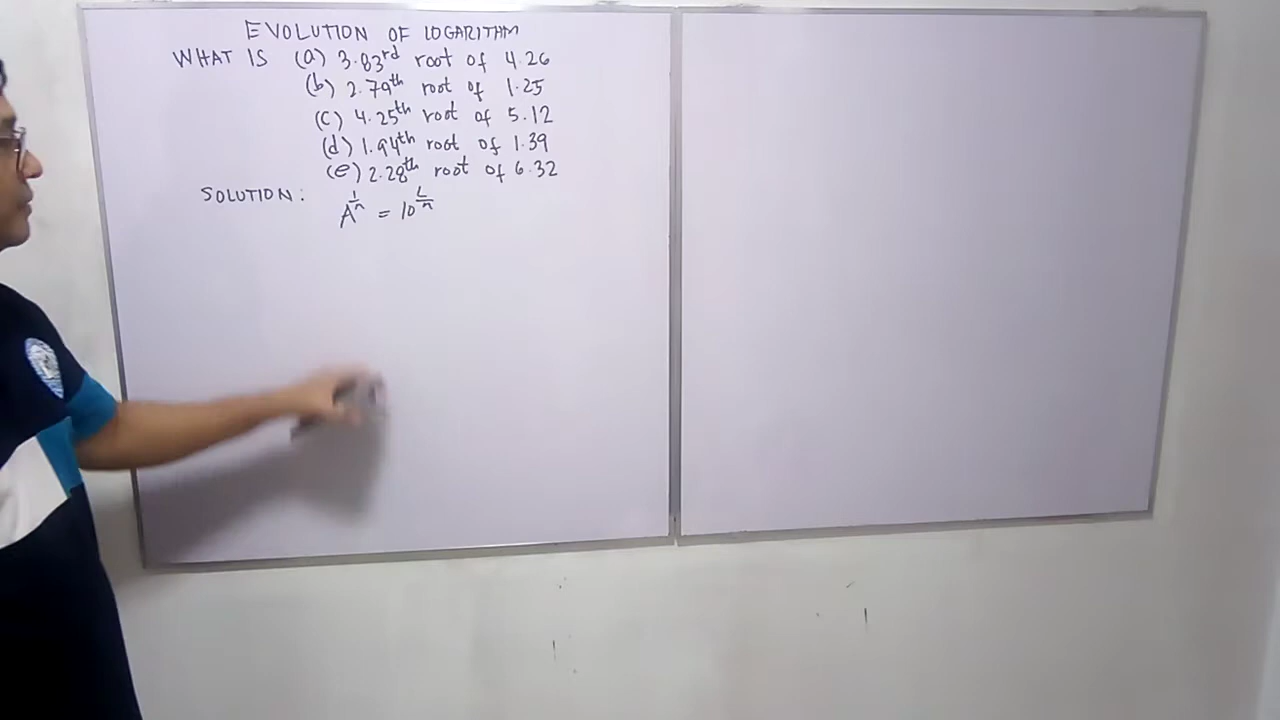 EVOLUTION OF LOGARITHM
WHAT IS (a) 3.83rd root of 4.26
(b) 2.79th root of 1.25
(c) 4.25th root of 5.12
(d) 1.94th root of 1.39
(e) 2.28th root of 6.32
SOLUTION: A^{1/n} = 10^{L/n}